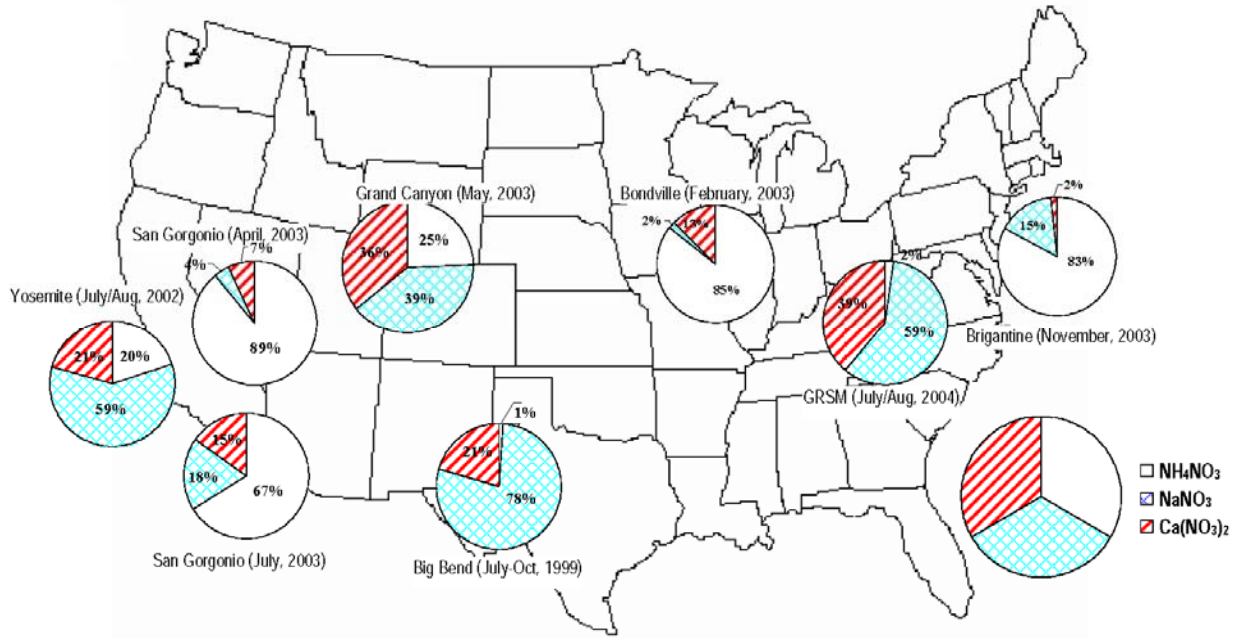 Grand Canyon (May, 2003)
36%
25%
39%
Bondville (February, 2003)
2%
13%
85%
2%
15%
83%
Brigantine (November, 2003)
San Gorgonio (April, 2003)
4%
7%
89%
Yosemite (July/Aug, 2002)
21%
20%
59%
2%
39%
59%
GRSM (July/Aug, 2004)
15%
18%
67%
San Gorgonio (July, 2003)
1%
21%
78%
Big Bend (July-Oct, 1999)
NH₄NO₃
NaNO₃
Ca(NO₃)₂